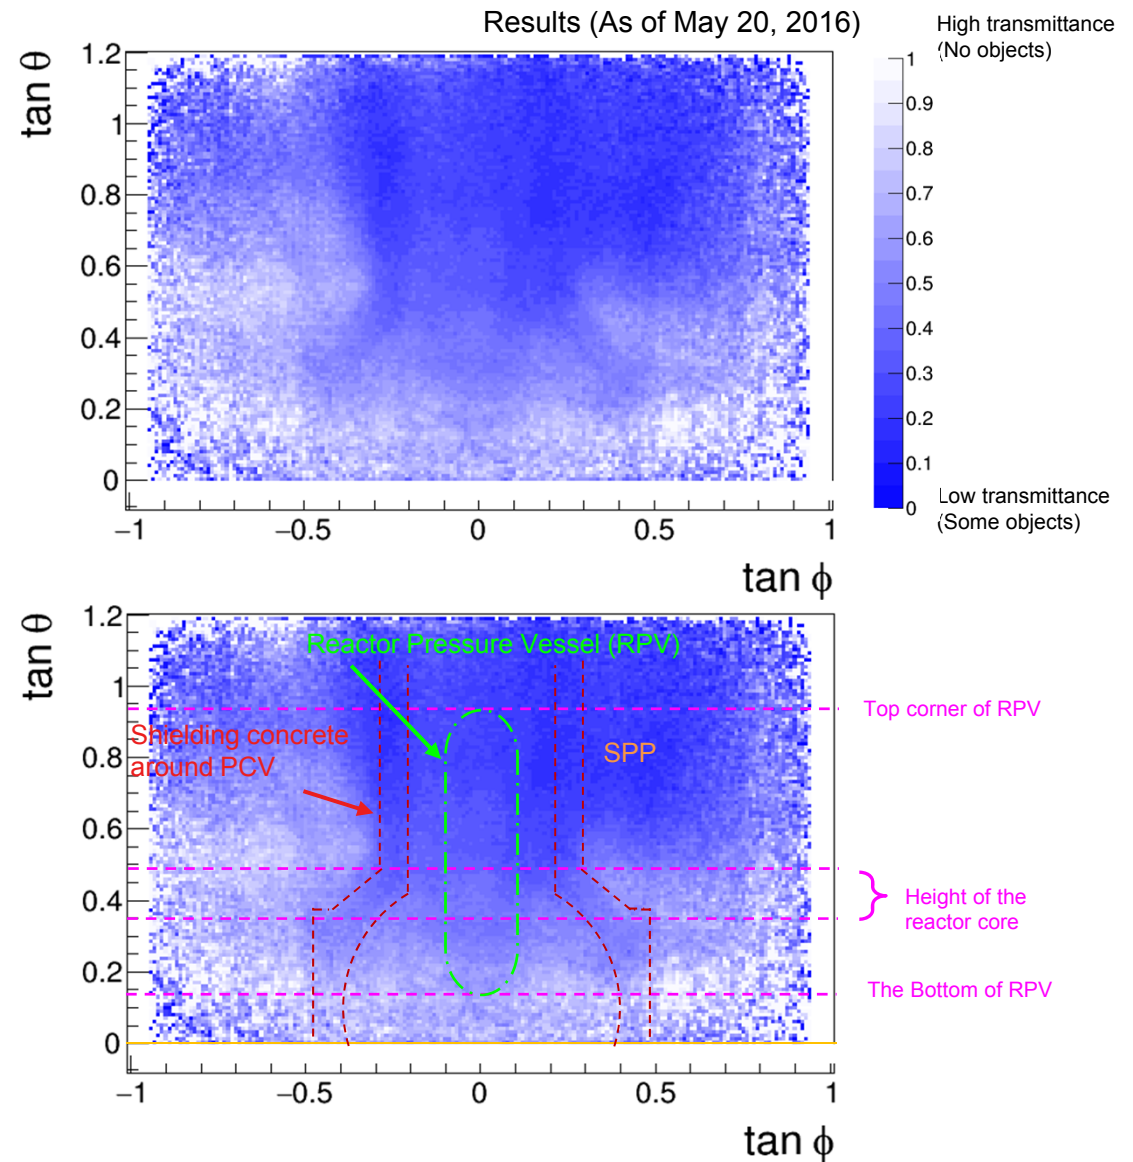 Results (As of May 20, 2016)
High transmittance
(No objects)
tan θ
1.2
1
0.8
0.6
0.4
0.2
0
−1
−0.5
0
0.5
1
tan ϕ
1
0.9
0.8
0.7
0.6
0.5
0.4
0.3
0.2
0.1
0
Low transmittance
(Some objects)
tan θ
1.2
1
0.8
0.6
0.4
0.2
0
−1
−0.5
0
0.5
1
tan ϕ
Reactor Pressure Vessel (RPV)
Shielding concrete
around PCV
SPP
Top corner of RPV
Height of the
reactor core
The Bottom of RPV